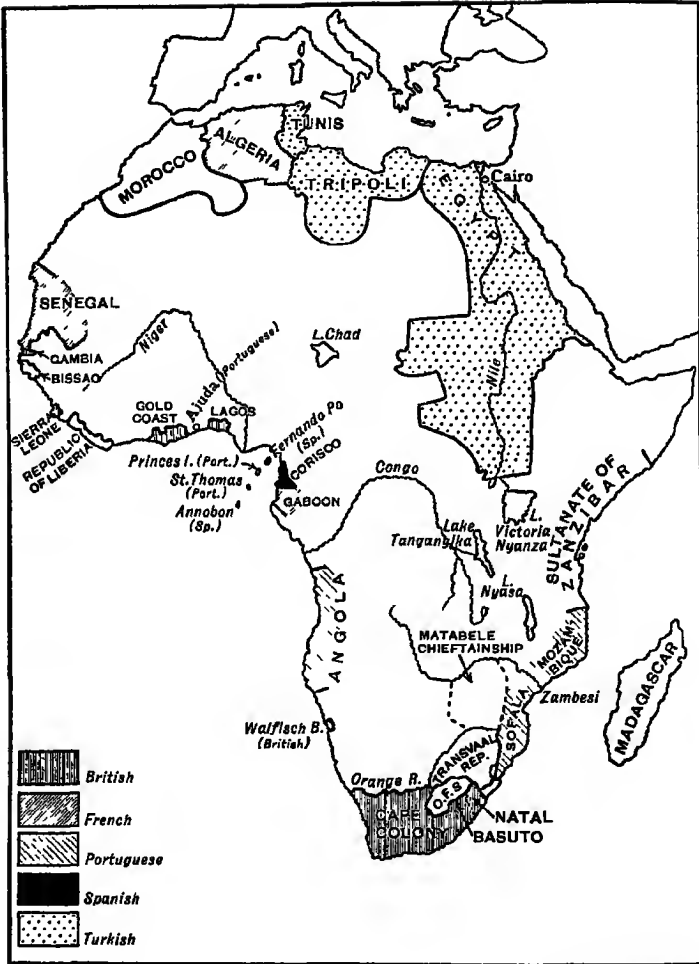 TUNIS
ALGERIA
MOROCCO
TRIPOLI
Cairo
EGYPT
SENEGAL
Niger
L. Chad
Nile
GAMBIA
BISSAO
Ajuda (Portuguese)
GOLD
COAST
LAGOS
SIERRA
LEONE
REPUBLIC
OF LIBERIA
Fernando Po
(Sp.)
Princes I. (Port.)
CORISCO
St. Thomas
(Port.)
GABOON
Annobon
(Sp.)
Congo
L.
Victoria
Nyanza
SULTANATE OF
ZANZIBAR
Lake
Tanganyika
L.
Nyasa
ANGOLA
MATABELE
CHIEFTAINSHIP
MOZAM
BIQUE
Zambesi
MADAGASCAR
SOFALA
Walfisch B.
(British)
TRANSVAAL
REP.
Orange R.
O.F.S
CAPE
COLONY
NATAL
BASUTO
British
French
Portuguese
Spanish
Turkish